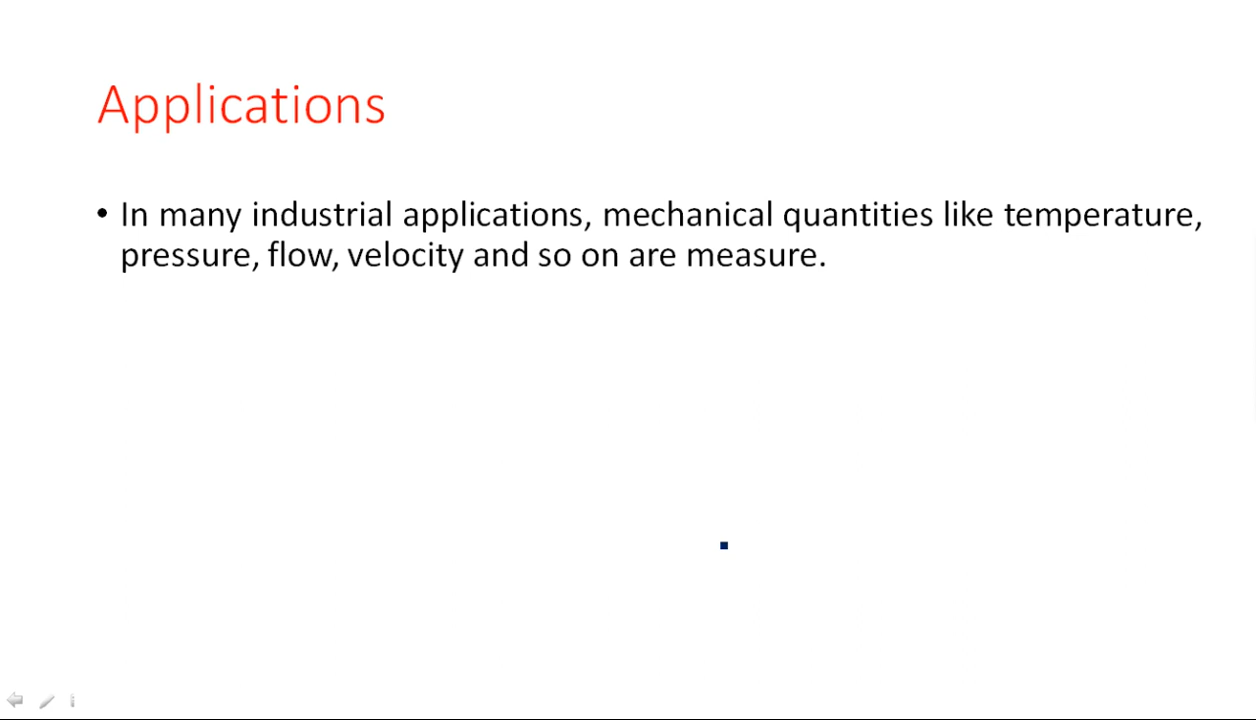 Applications
• In many industrial applications, mechanical quantities like temperature,
pressure, flow, velocity and so on are measure.